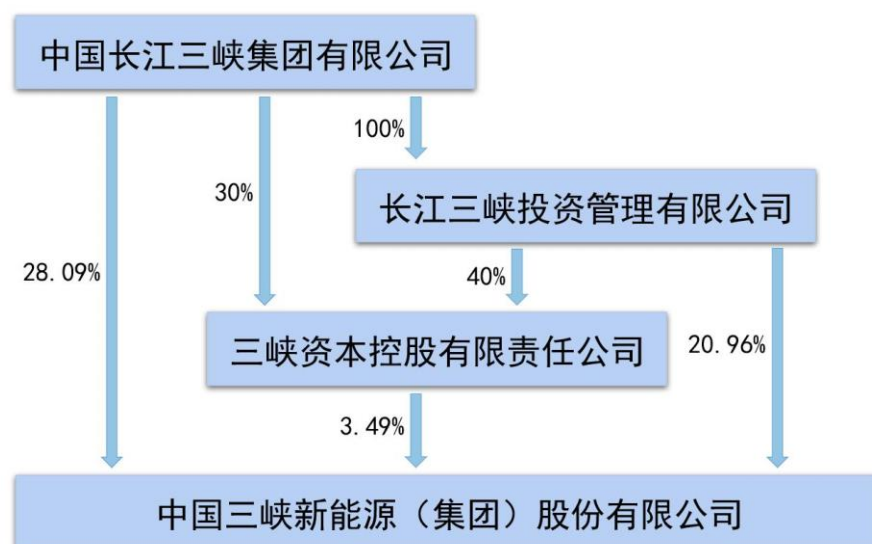 中国长江三峡集团有限公司
100%
30%
长江三峡投资管理有限公司
28.09%
40%
三峡资本控股有限责任公司
20.96%
3.49%
中国三峡新能源（集团）股份有限公司